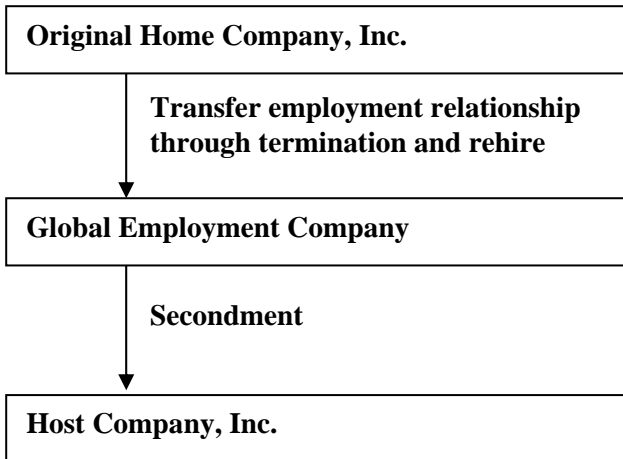 Original Home Company, Inc.
Transfer employment relationship
through termination and rehire
Global Employment Company
Secondment
Host Company, Inc.